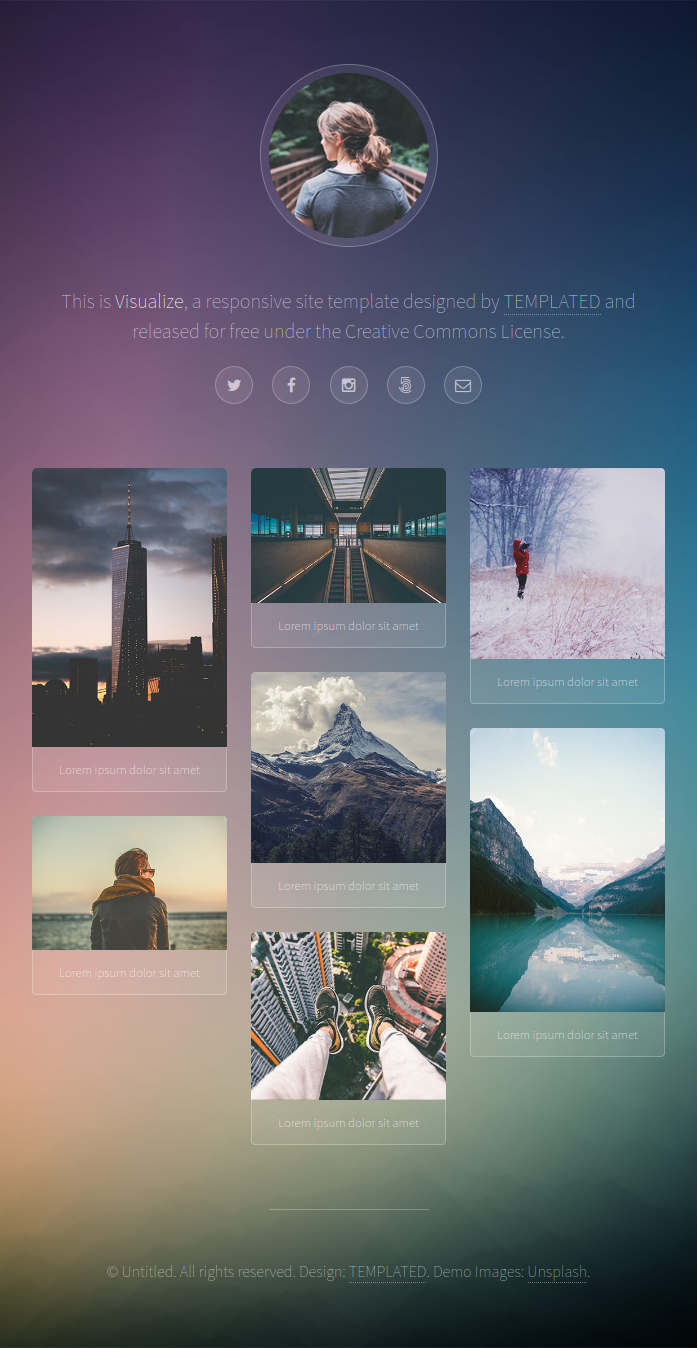 This is Visualize, a responsive site template designed by TEMPLATED and
released for free under the Creative Commons License.
Lorem ipsum dolor sit amet
Lorem ipsum dolor sit amet
Lorem ipsum dolor sit amet
Lorem ipsum dolor sit amet
Lorem ipsum dolor sit amet
Lorem ipsum dolor sit amet
Lorem ipsum dolor sit amet
© Untitled. All rights reserved. Design: TEMPLATED. Demo Images: Unsplash.